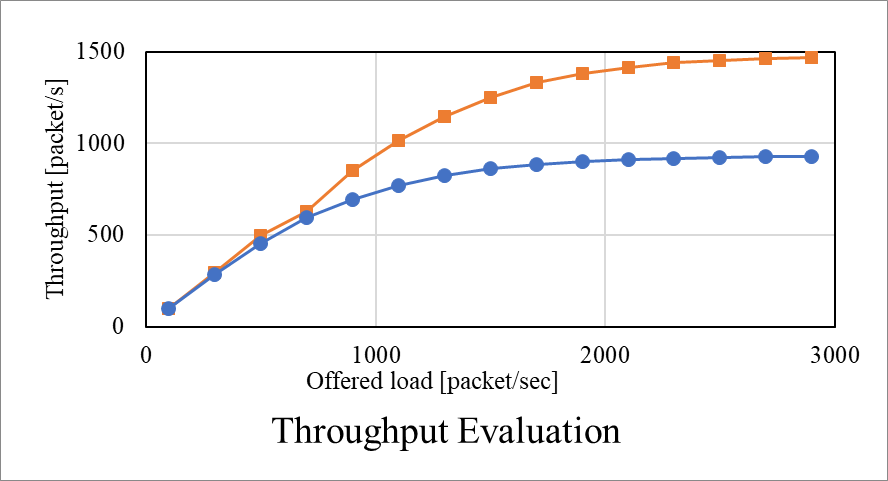 1500
1000
500
0
Throughput [packet/s]
0 1000 2000 3000
Offered load [packet/sec]
Throughput Evaluation